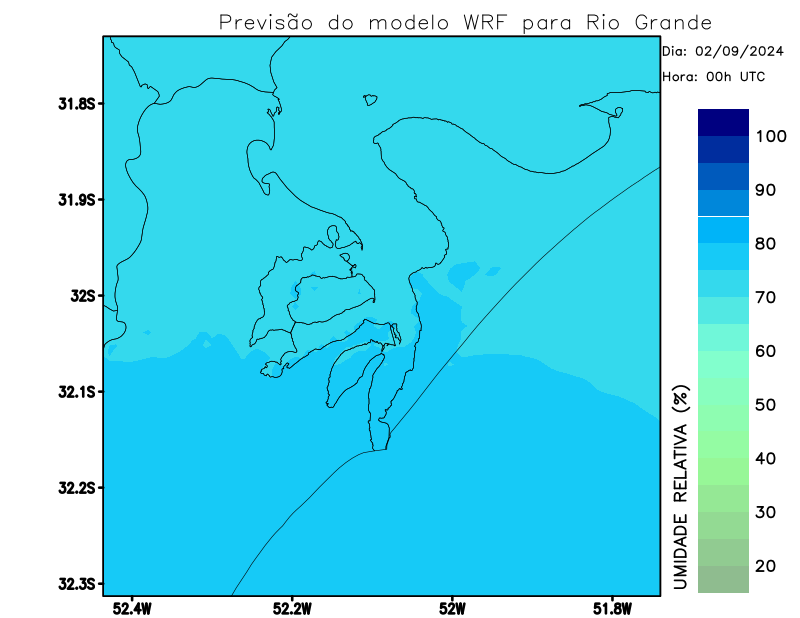 Previsão do modelo WRF para Rio Grande
Dia: 02/09/2024
Hora: 00h UTC
31.8S
31.9S
32S
32.1S
32.2S
32.3S
52.4W
52.2W
52W
51.8W
100
90
80
70
60
50
40
30
20
UMIDADE RELATIVA (%)